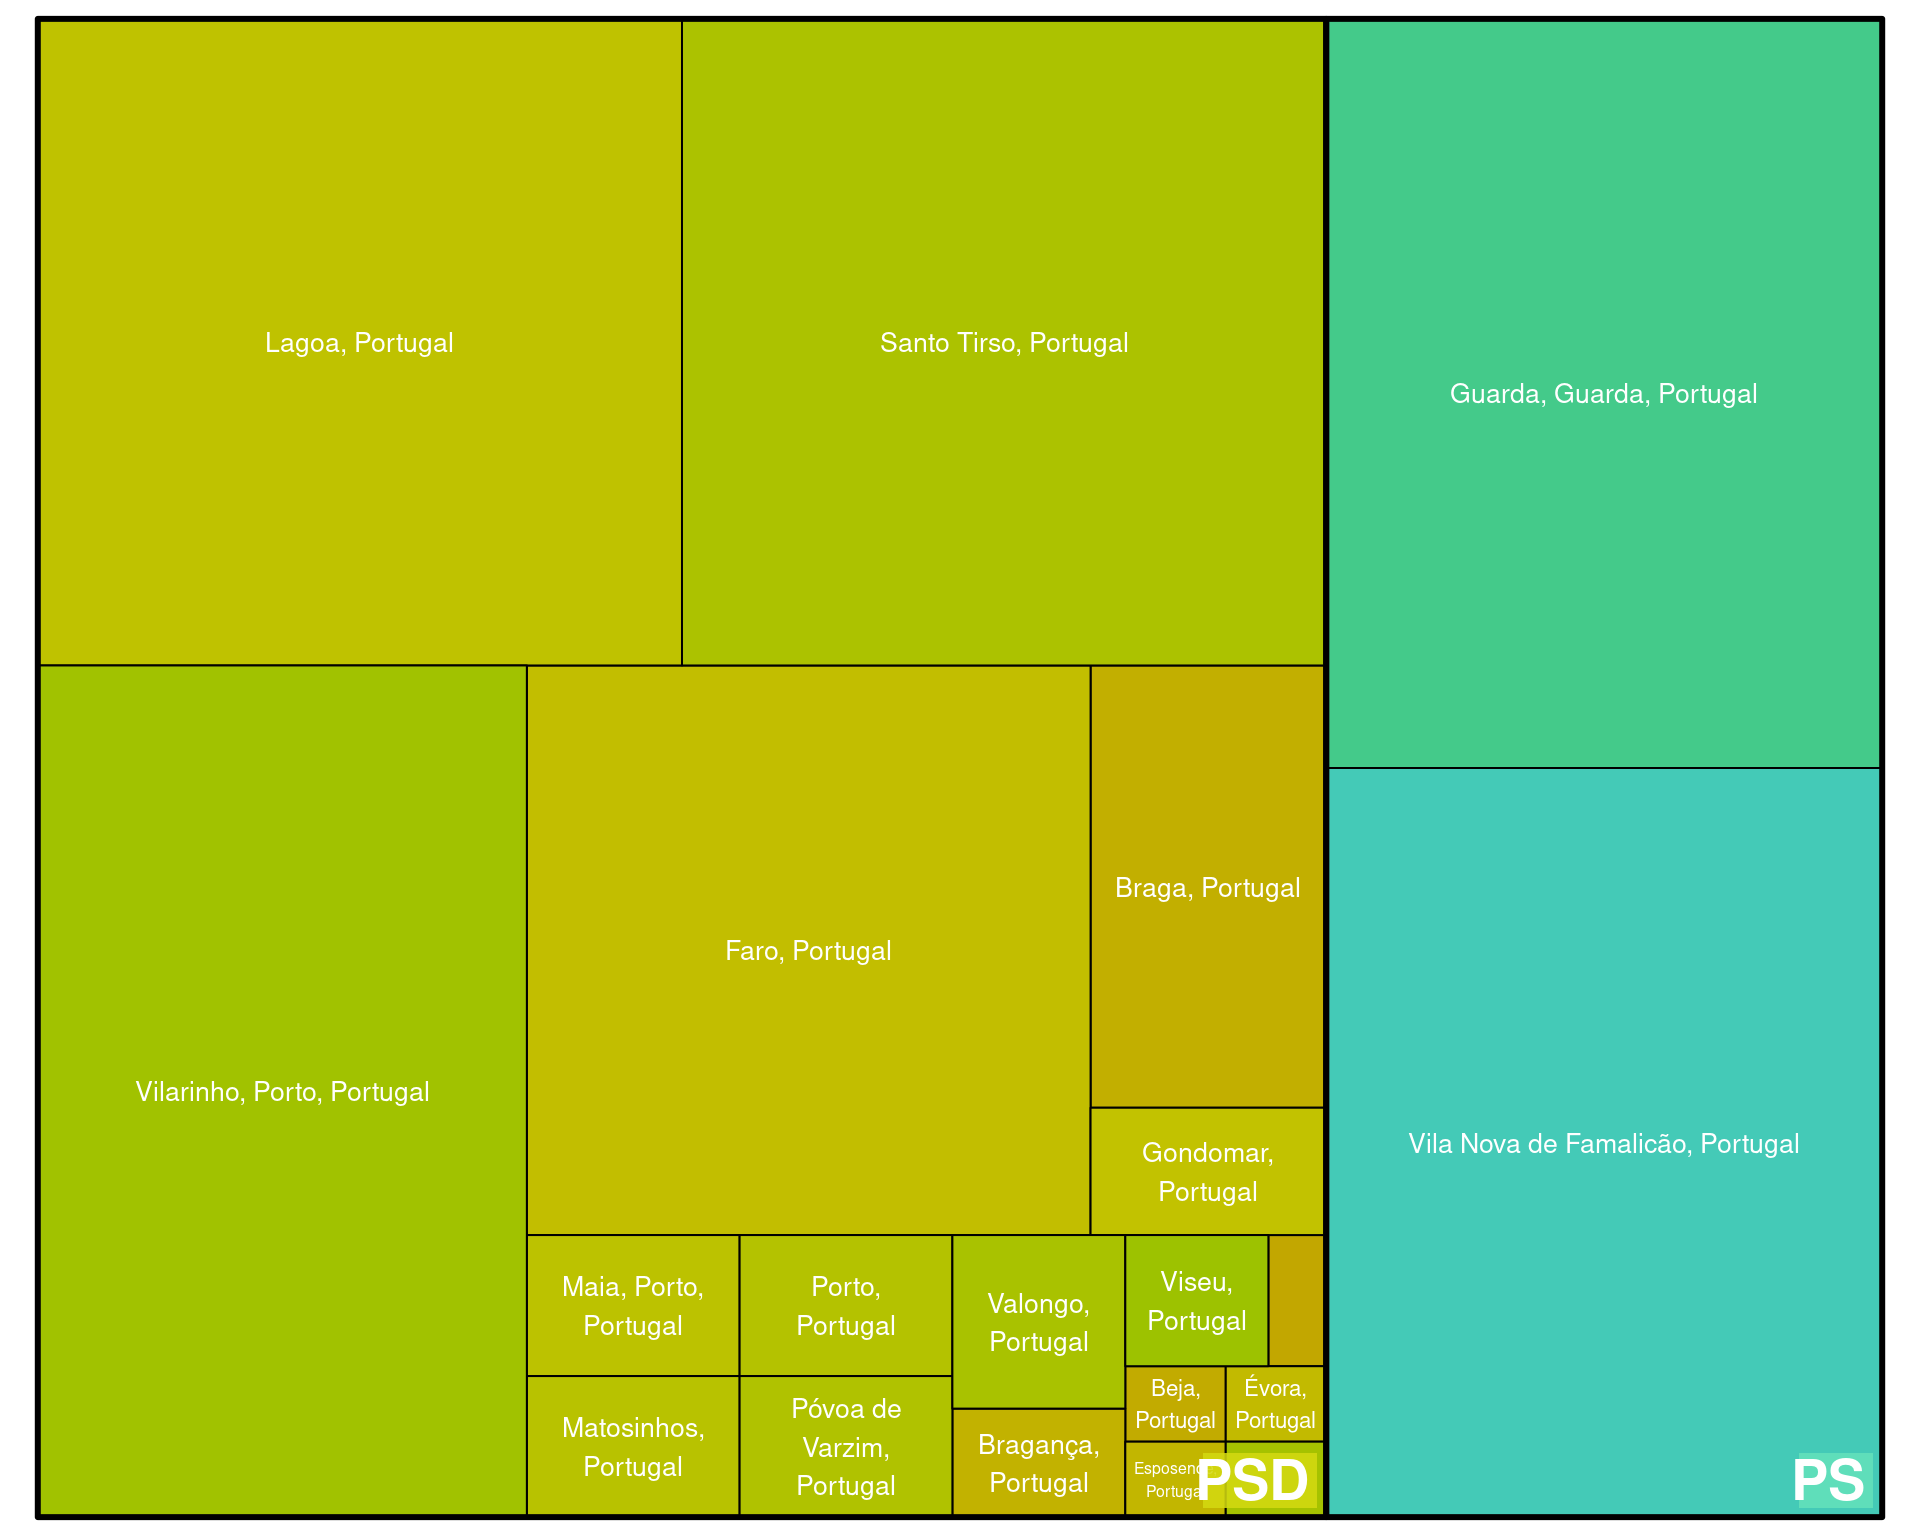 Lagoa, Portugal
Santo Tirso, Portugal
Guarda, Guarda, Portugal
Vilarinho, Porto, Portugal
Faro, Portugal
Braga, Portugal
Gondomar,
Portugal
Vila Nova de Famalicão, Portugal
Maia, Porto,
Portugal
Porto,
Portugal
Valongo,
Portugal
Viseu,
Portugal
Matosinhos,
Portugal
Póvoa de
Varzim,
Portugal
Bragança,
Portugal
Beja,
Portugal
Évora,
Portugal
Portugal
PSD
PS